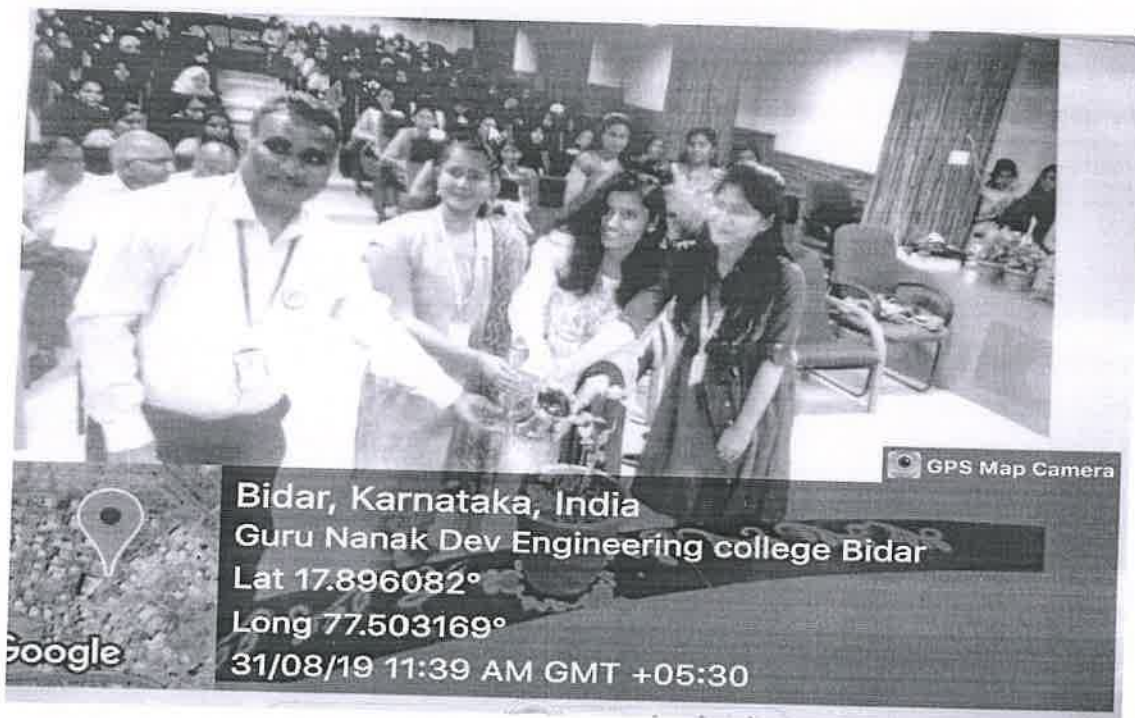 GPS Map Camera
Bidar, Karnataka, India
Guru Nanak Dev Engineering college Bidar
Lat 17.896082°
Long 77.503169°
31/08/19 11:39 AM GMT +05:30
Google